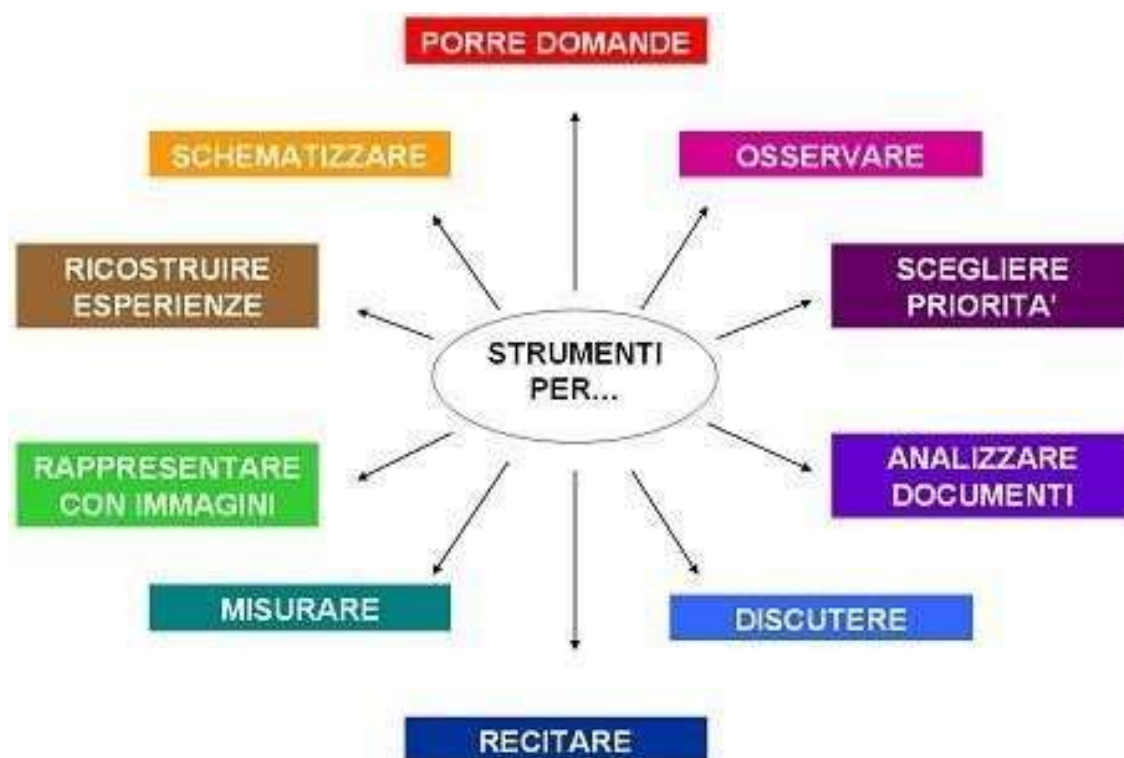 PORRE DOMANDE
SCHEMATIZZARE
OSSERVARE
RICOSTRUIRE
ESPERIENZE
SCEGLIERE
PRIORITA'
STRUMENTI
PER...
RAPPRESENTARE
CON IMMAGINI
ANALIZZARE
DOCUMENTI
MISURARE
DISCUTERE
RECITARE